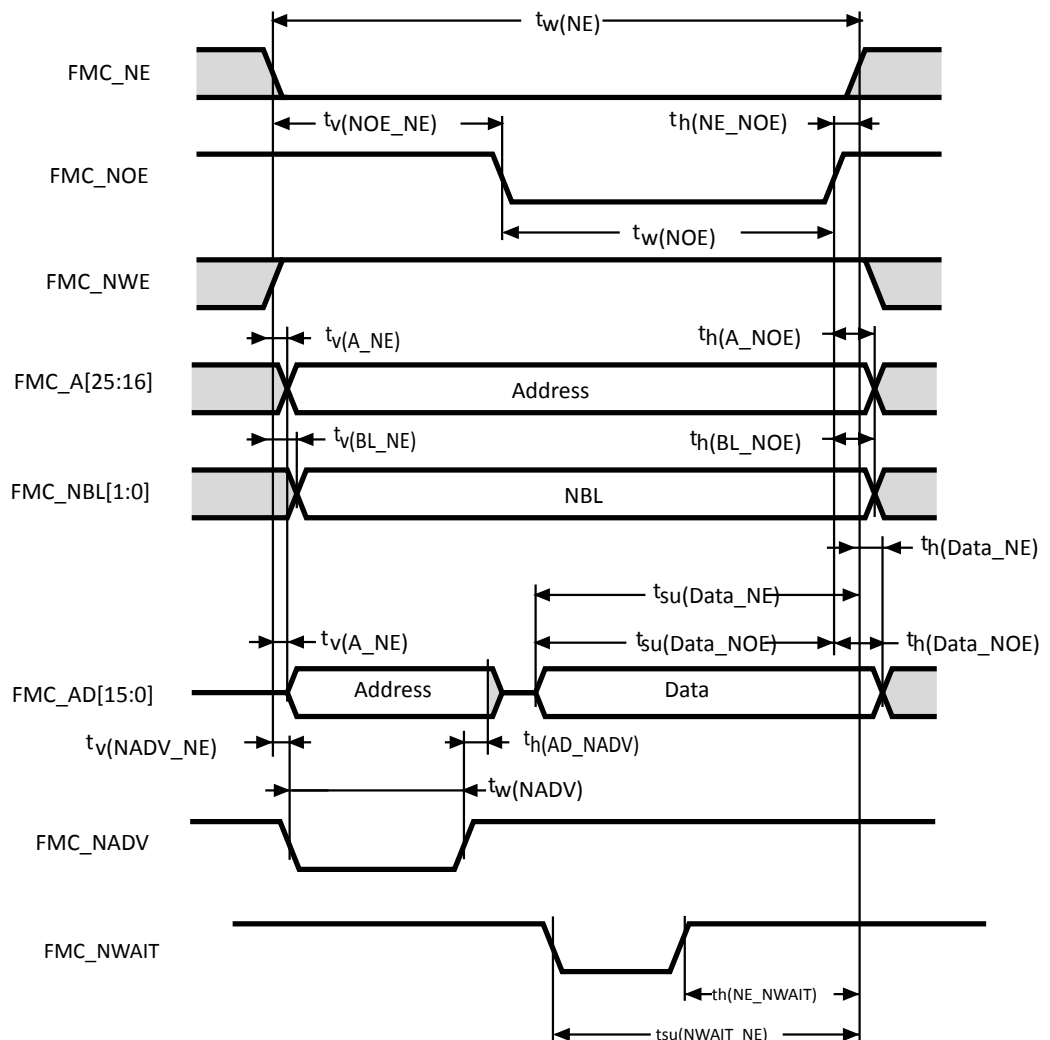 tw(NE)
FMC_NE
tv(NOE_NE)
th(NE_NOE)
FMC_NOE
tw(NOE)
FMC_NWE
tv(A_NE)
th(A_NOE)
FMC_A[25:16]
Address
tv(BL_NE)
th(BL_NOE)
FMC_NBL[1:0]
NBL
th(Data_NE)
tsu(Data_NE)
tv(A_NE)
tsu(Data_NOE)
th(Data_NOE)
FMC_AD[15:0]
Address
Data
tv(NADV_NE)
th(AD_NADV)
tw(NADV)
FMC_NADV
FMC_NWAIT
th(NE_NWAIT)
tsu(NWAIT_NE)